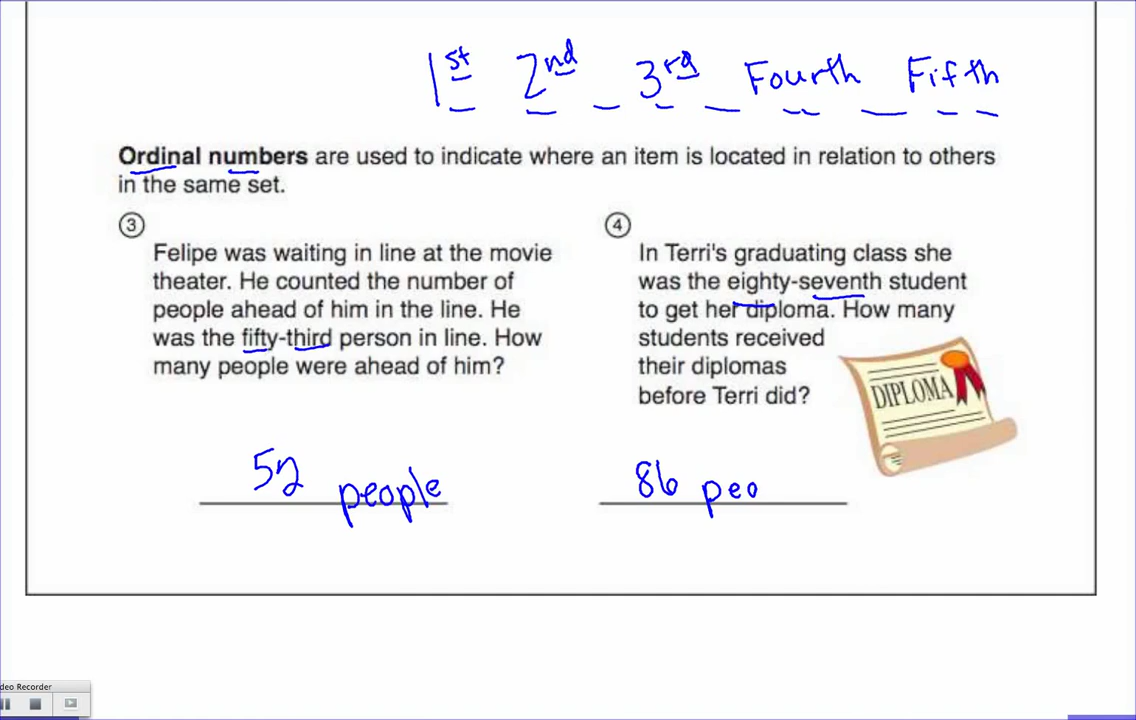 1st 2nd 3rd Fourth Fifth
Ordinal numbers are used to indicate where an item is located in relation to others
in the same set.
3
Felipe was waiting in line at the movie
theater. He counted the number of
people ahead of him in the line. He
was the fifty-third person in line. How
many people were ahead of him?
52 people
4
In Terri's graduating class she
was the eighty-seventh student
to get her diploma. How many
students received
their diplomas
before Terri did?
DIPLOMA
86 peo
deo Recorder